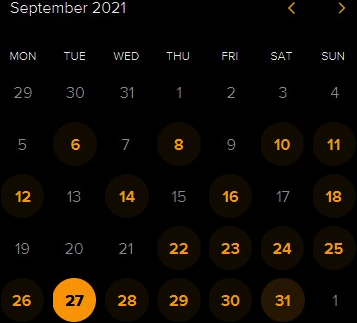 September 2021
MON TUE WED THU FRI SAT SUN
29 30 31 1 2 3 4
5 6 7 8 9 10 11
12 13 14 15 16 17 18
19 20 21 22 23 24 25
26 27 28 29 30 31 1